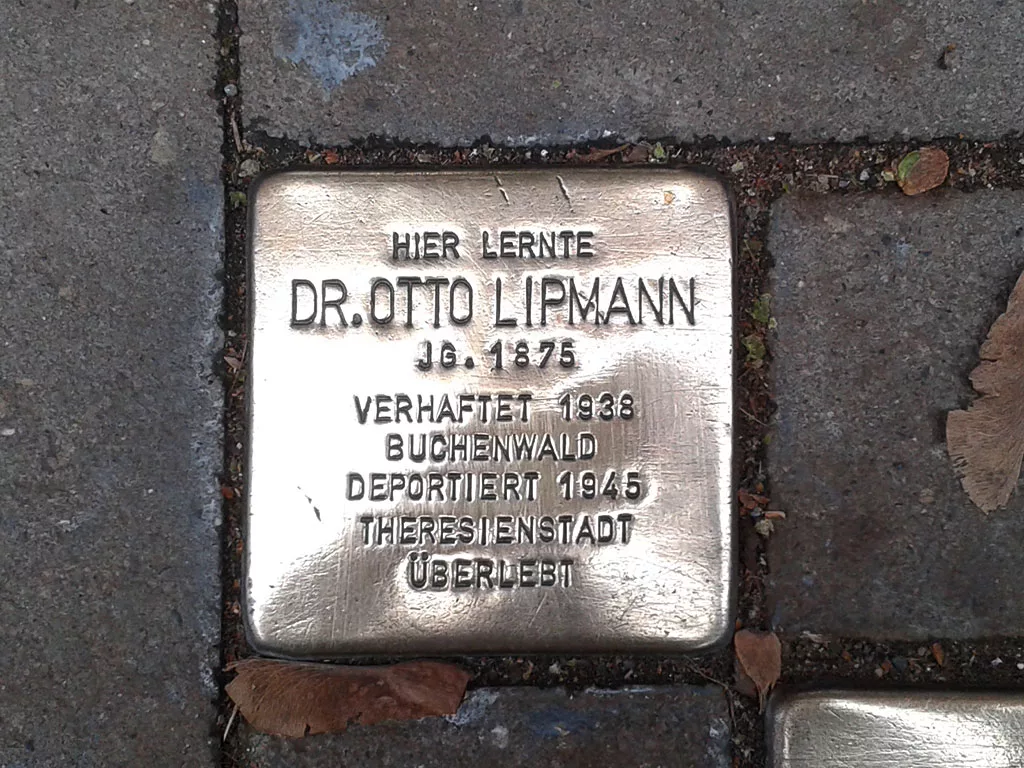 HIER LERNTE
DR. OTTO LIPMANN
JG. 1875
VERHAFTET 1938
BUCHENWALD
DEPORTIERT 1945
THERESIENSTADT
ÜBERLEBT